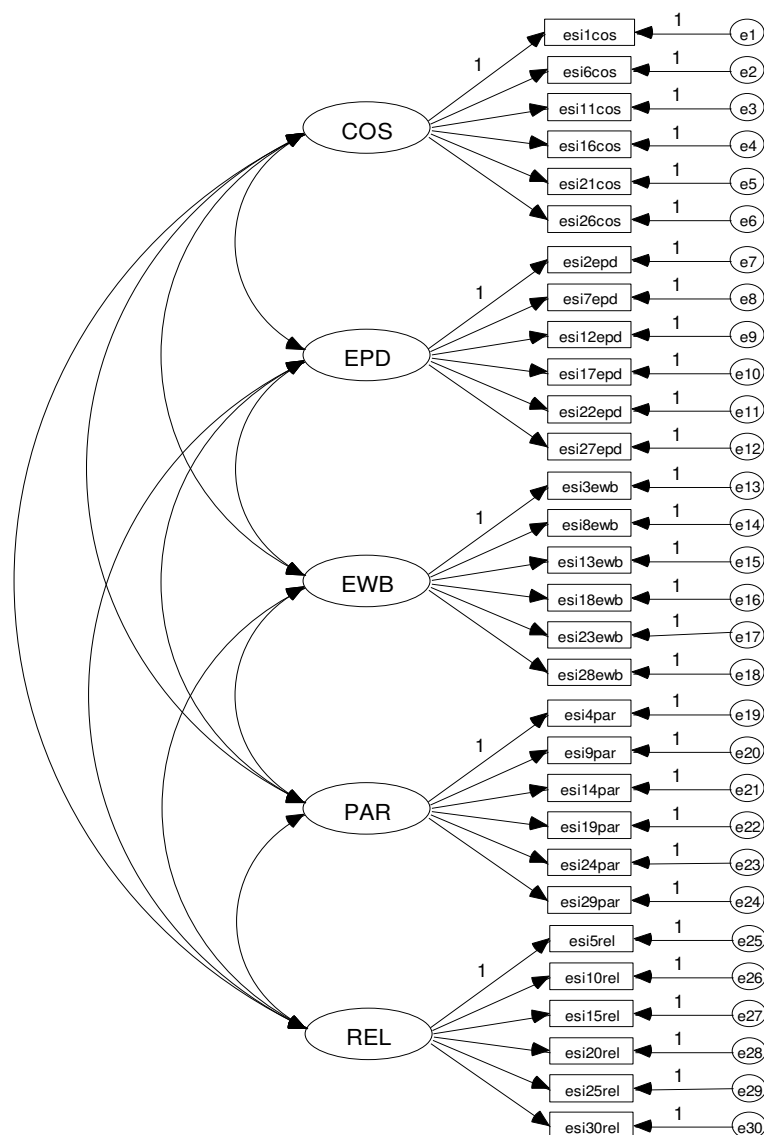 esi1cos 1 e1
1
esi6cos 1 e2
esi11cos 1 e3
COS
esi16cos 1 e4
esi21cos 1 e5
esi26cos 1 e6
esi2epd 1 e7
1
esi7epd 1 e8
esi12epd 1 e9
EPD
esi17epd 1 e10
esi22epd 1 e11
esi27epd 1 e12
esi3ewb 1 e13
1
esi8ewb 1 e14
esi13ewb 1 e15
EWB
esi18ewb 1 e16
esi23ewb 1 e17
esi28ewb 1 e18
esi4par 1 e19
1
esi9par 1 e20
esi14par 1 e21
PAR
esi19par 1 e22
esi24par 1 e23
esi29par 1 e24
esi5rel 1 e25
1
esi10rel 1 e26
esi15rel 1 e27
REL
esi20rel 1 e28
esi25rel 1 e29
esi30rel 1 e30